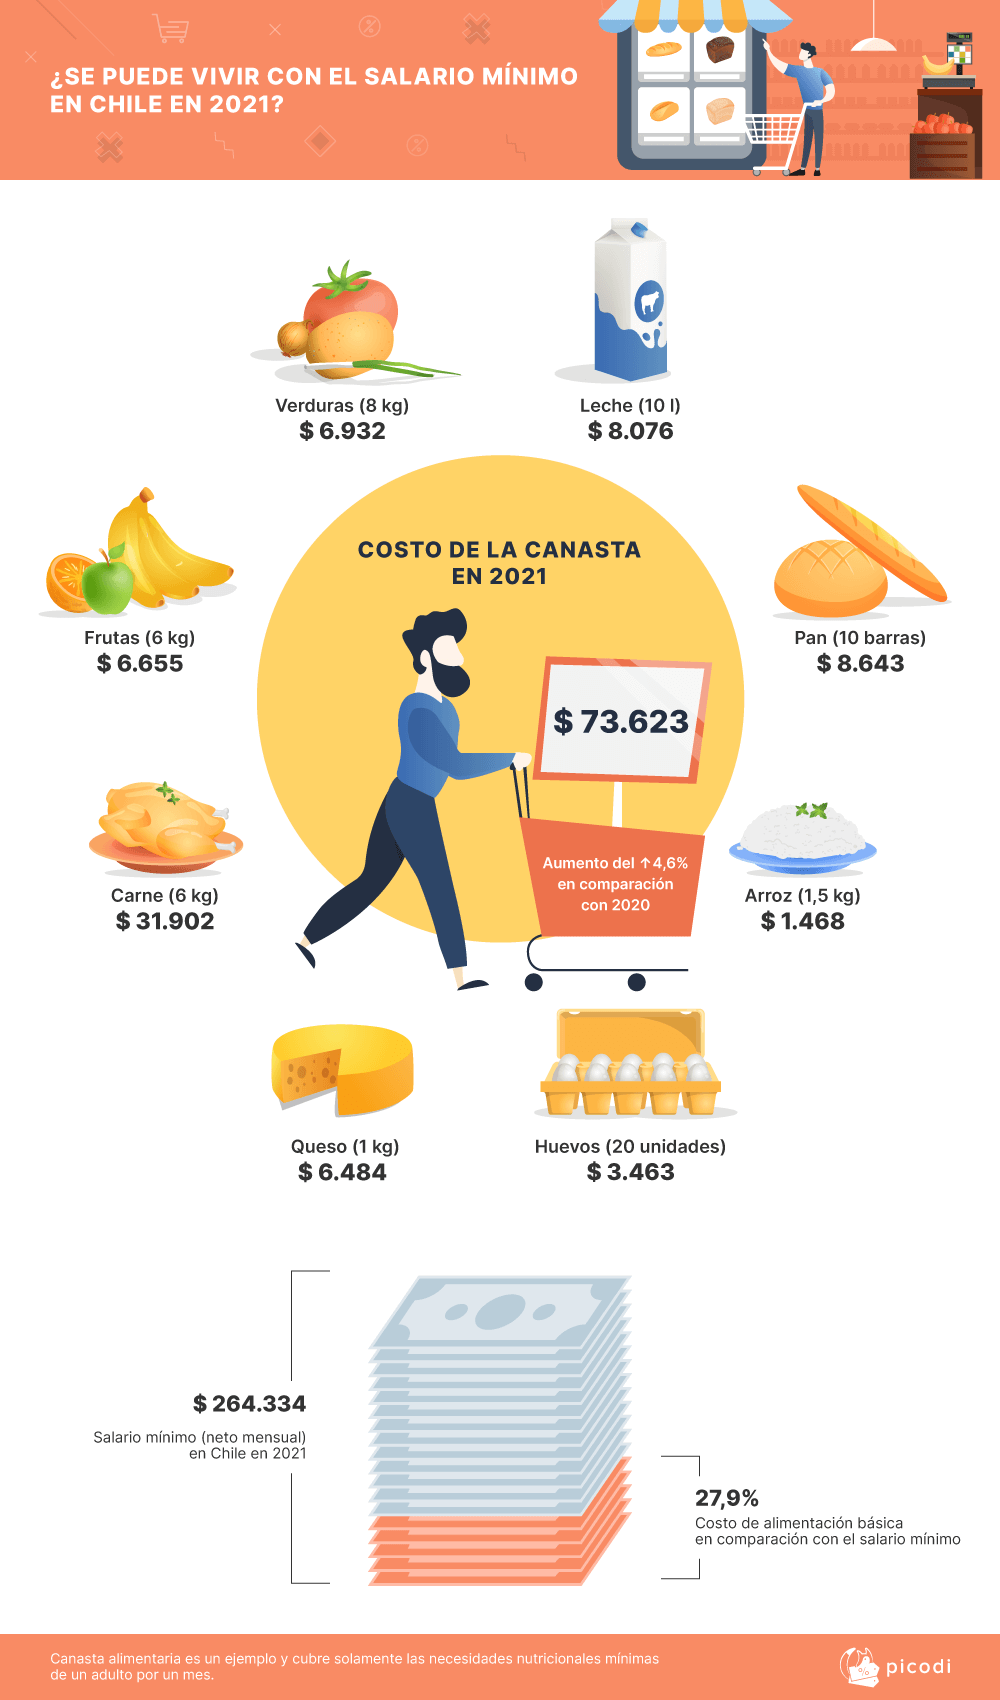 ¿SE PUEDE VIVIR CON EL SALARIO MÍNIMO
EN CHILE EN 2021?
Verduras (8 kg)
$ 6.932
Leche (10 l)
$ 8.076
Frutas (6 kg)
$ 6.655
COSTO DE LA CANASTA
EN 2021
Pan (10 barras)
$ 8.643
$ 73.623
Carne (6 kg)
$ 31.902
Aumento del ↑4,6%
en comparación
con 2020
Arroz (1,5 kg)
$ 1.468
Queso (1 kg)
$ 6.484
Huevos (20 unidades)
$ 3.463
$ 264.334
Salario mínimo (neto mensual)
en Chile en 2021
27,9%
Costo de alimentación básica
en comparación con el salario mínimo
Canasta alimentaria es un ejemplo y cubre solamente las necesidades nutricionales mínimas
de un adulto por un mes.
picodi